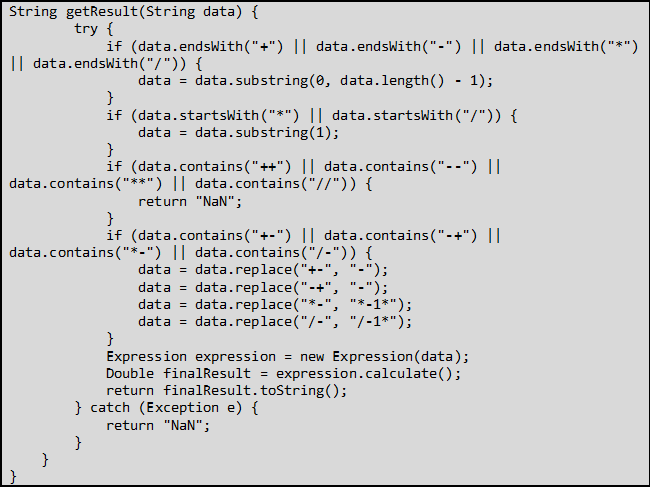 String getResult(String data) {
        try {
            if (data.endsWith("+") || data.endsWith("-") || data.endsWith("*")
|| data.endsWith("/")) {
                data = data.substring(0, data.length() - 1);
            }
            if (data.startsWith("*") || data.startsWith("/")) {
                data = data.substring(1);
            }
            if (data.contains("++") || data.contains("--") ||
data.contains("**") || data.contains("//")) {
                return "NaN";
            }
            if (data.contains("+-") || data.contains("-+") ||
data.contains("*-") || data.contains("/-")) {
                data = data.replace("+-", "-");
                data = data.replace("-+", "-");
                data = data.replace("*-", "*-1*");
                data = data.replace("/-", "/-1*");
            }
            Expression expression = new Expression(data);
            Double finalResult = expression.calculate();
            return finalResult.toString();
        } catch (Exception e) {
            return "NaN";
        }
    }
}